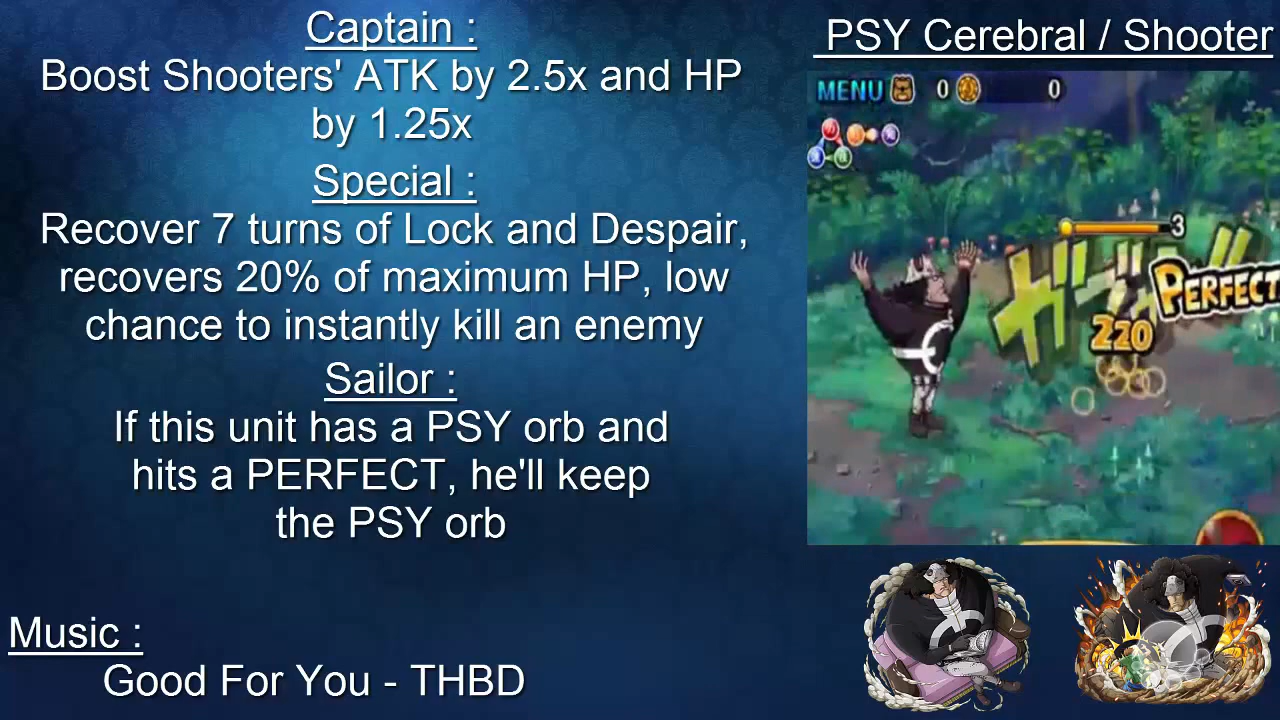 Captain :
Boost Shooters' ATK by 2.5x and HP
by 1.25x
Special :
Recover 7 turns of Lock and Despair,
recovers 20% of maximum HP, low
chance to instantly kill an enemy
Sailor :
If this unit has a PSY orb and
hits a PERFECT, he'll keep
the PSY orb
Music :
Good For You - THBD
PSY Cerebral / Shooter
MENU 0 0
3
PERFECT
220